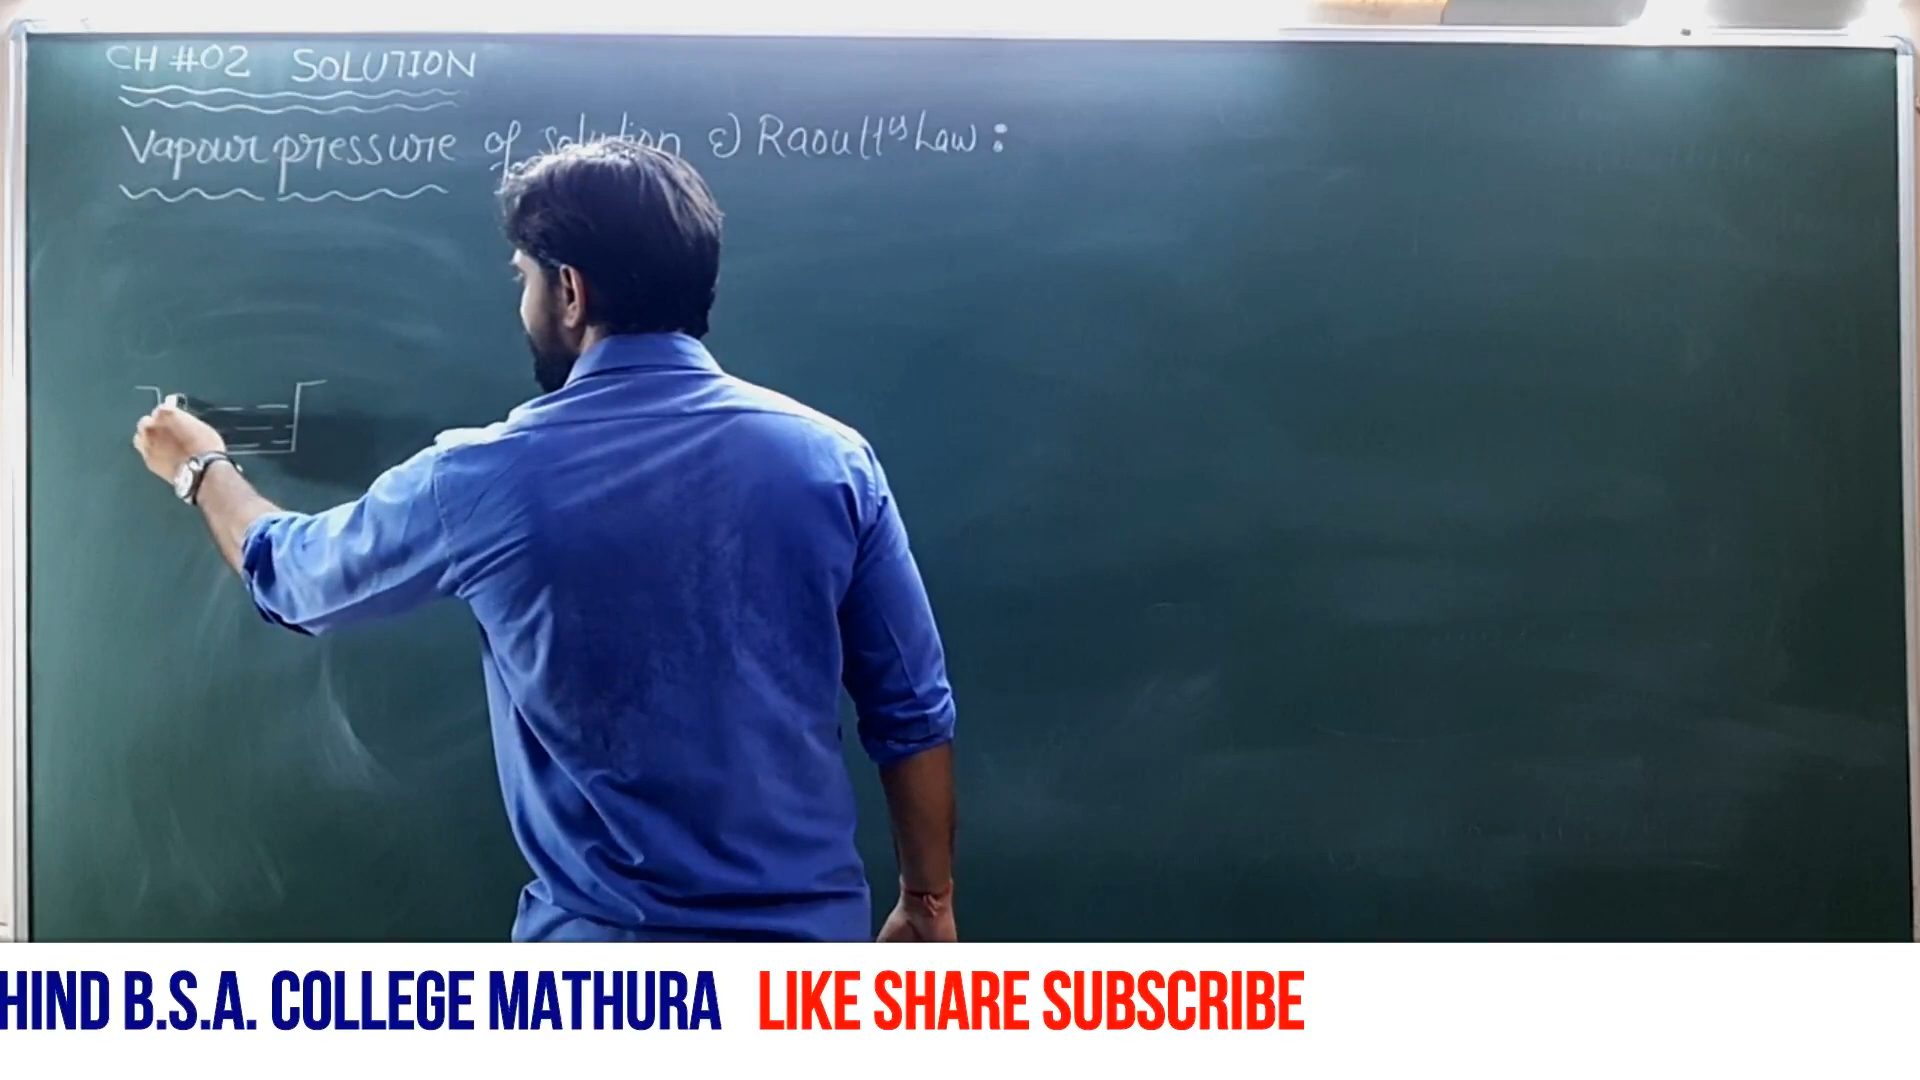 CH #02 SOLUTION
Vapour pressure of solution & Raoult's Law :
HIND B.S.A. COLLEGE MATHURA LIKE SHARE SUBSCRIBE